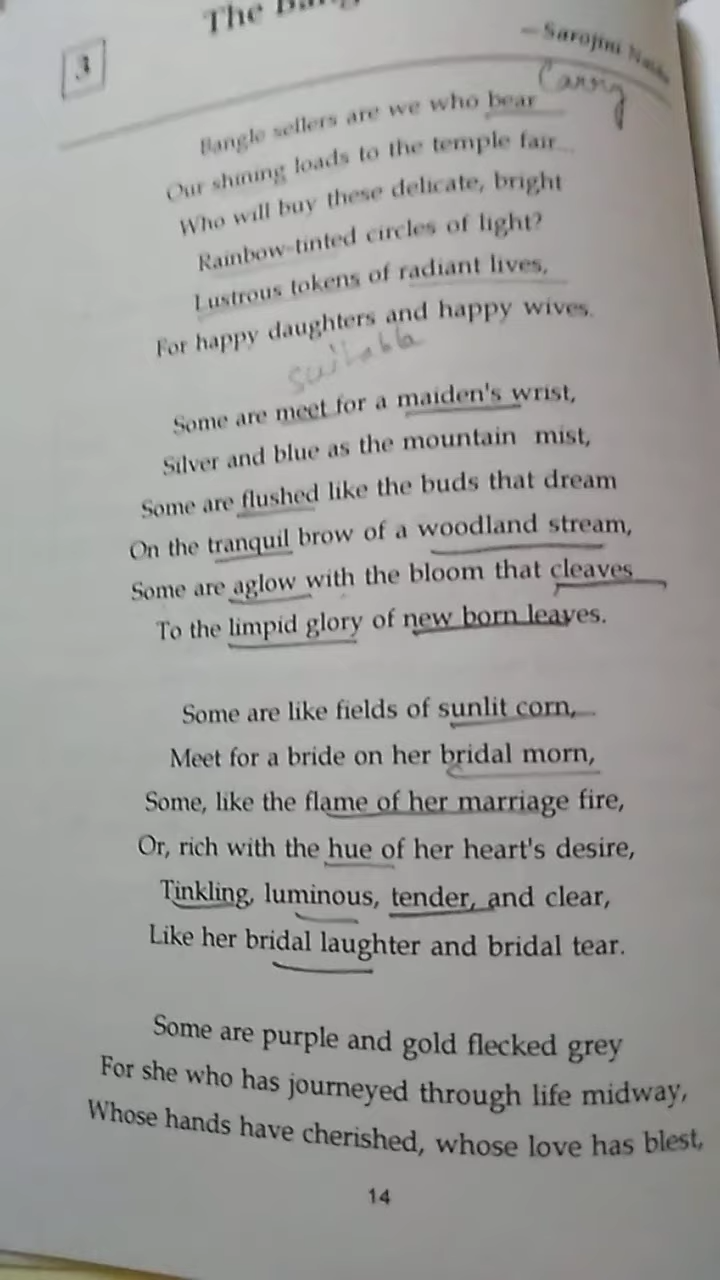 The
3
— Sarojini
Carry
Bangle sellers are we who bear
Our shining loads to the temple fair...
Who will buy these delicate, bright
Rainbow-tinted circles of light?
Lustrous tokens of radiant lives,
For happy daughters and happy wives.
suitable
Some are meet for a maiden's wrist,
Silver and blue as the mountain mist,
Some are flushed like the buds that dream
On the tranquil brow of a woodland stream,
Some are aglow with the bloom that cleaves
To the limpid glory of new born leaves.
Some are like fields of sunlit corn,
Meet for a bride on her bridal morn,
Some, like the flame of her marriage fire,
Or, rich with the hue of her heart's desire,
Tinkling, luminous, tender, and clear,
Like her bridal laughter and bridal tear.
Some are purple and gold flecked grey
For she who has journeyed through life midway,
Whose hands have cherished, whose love has blest,
14